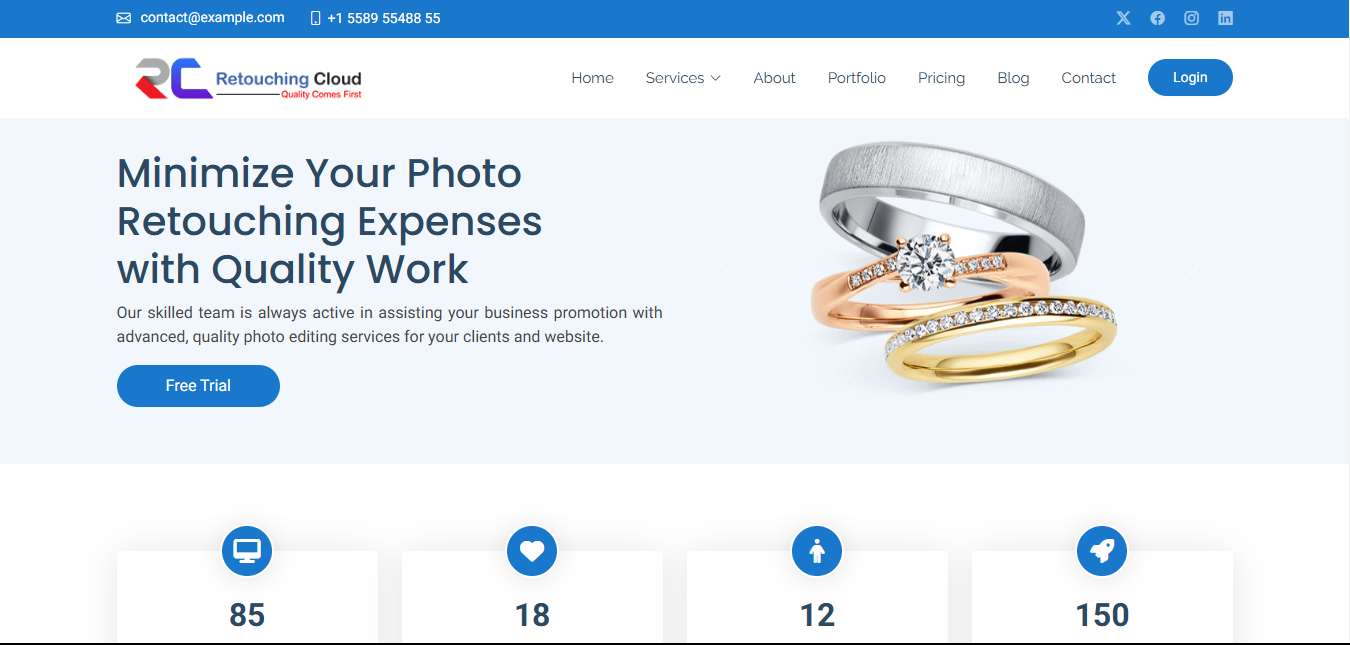 contact@example.com +1 5589 55488 55
RC Retouching Cloud
Quality Comes First
Home Services About Portfolio Pricing Blog Contact Login
Minimize Your Photo
Retouching Expenses
with Quality Work
Our skilled team is always active in assisting your business promotion with
advanced, quality photo editing services for your clients and website.
Free Trial
85 18 12 150